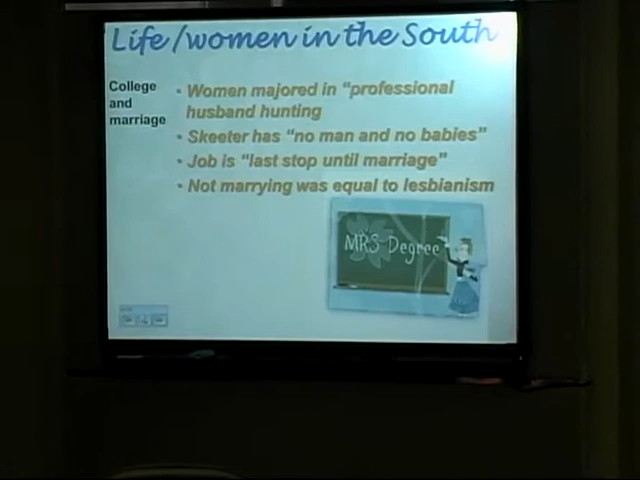 Life/women in the South
College
and
marriage
• Women majored in “professional
husband hunting
• Skeeter has “no man and no babies”
• Job is “last stop until marriage”
• Not marrying was equal to lesbianism
MRS Degree